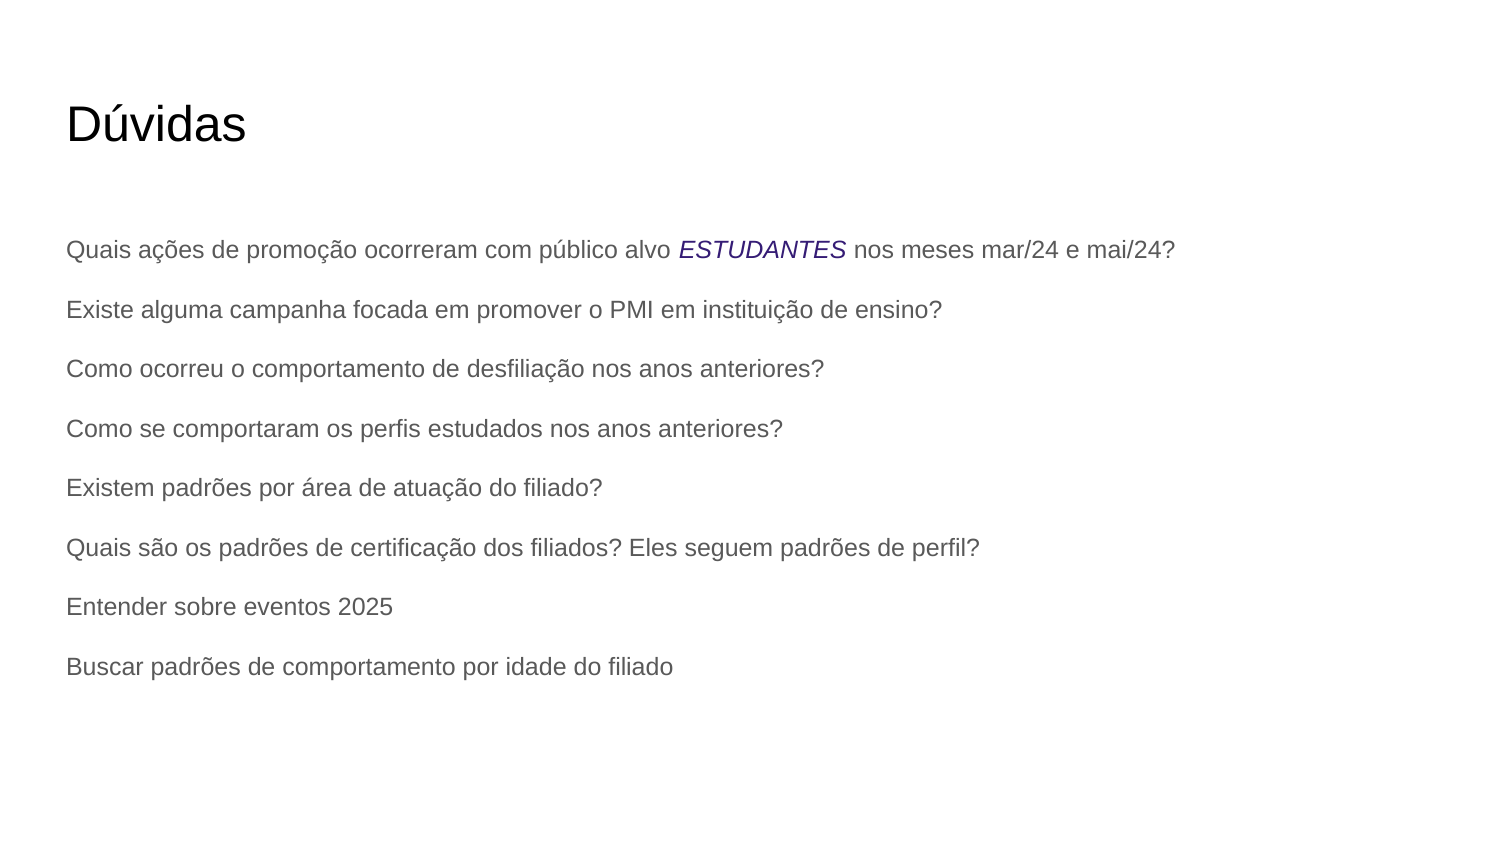 Dúvidas
Quais ações de promoção ocorreram com público alvo ESTUDANTES nos meses mar/24 e mai/24?
Existe alguma campanha focada em promover o PMI em instituição de ensino?
Como ocorreu o comportamento de desfiliação nos anos anteriores?
Como se comportaram os perfis estudados nos anos anteriores?
Existem padrões por área de atuação do filiado?
Quais são os padrões de certificação dos filiados? Eles seguem padrões de perfil?
Entender sobre eventos 2025
Buscar padrões de comportamento por idade do filiado